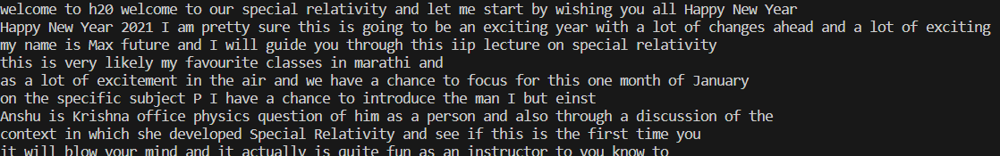 welcome to h20 welcome to our special relativity and let me start by wishing you all Happy New Year
Happy New Year 2021 I am pretty sure this is going to be an exciting year with a lot of changes ahead and a lot of exciting
my name is Max future and I will guide you through this iip lecture on special relativity
this is very likely my favourite classes in marathi and
as a lot of excitement in the air and we have a chance to focus for this one month of January
on the specific subject P I have a chance to introduce the man I but einst
Anshu is Krishna office physics question of him as a person and also through a discussion of the
context in which she developed Special Relativity and see if this is the first time you
it will blow your mind and it actually is quite fun as an instructor to you know to